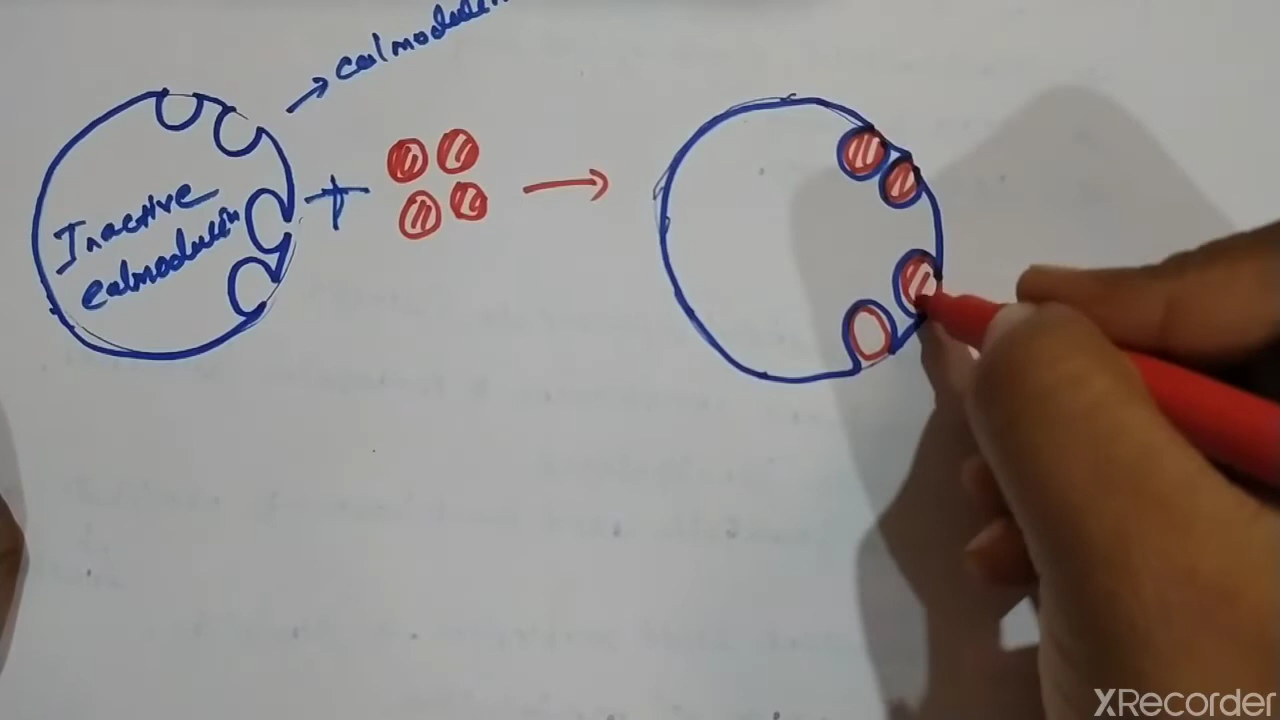 → calmodulin
Inactive
calmodulin
+
→
XRecorder